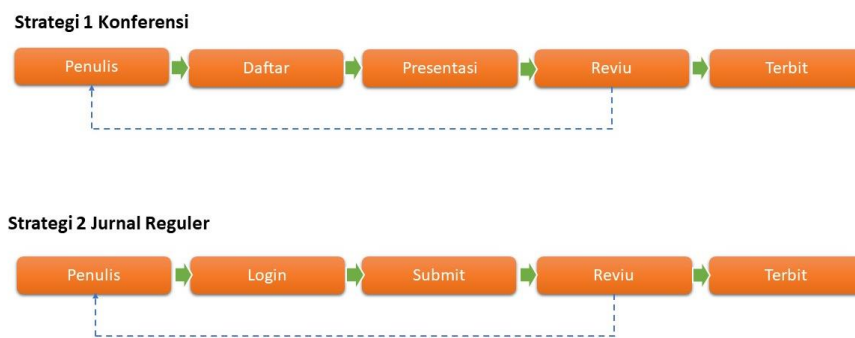 Strategi 1 Konferensi
Penulis
Daftar
Presentasi
Reviu
Terbit
Strategi 2 Jurnal Reguler
Penulis
Login
Submit
Reviu
Terbit